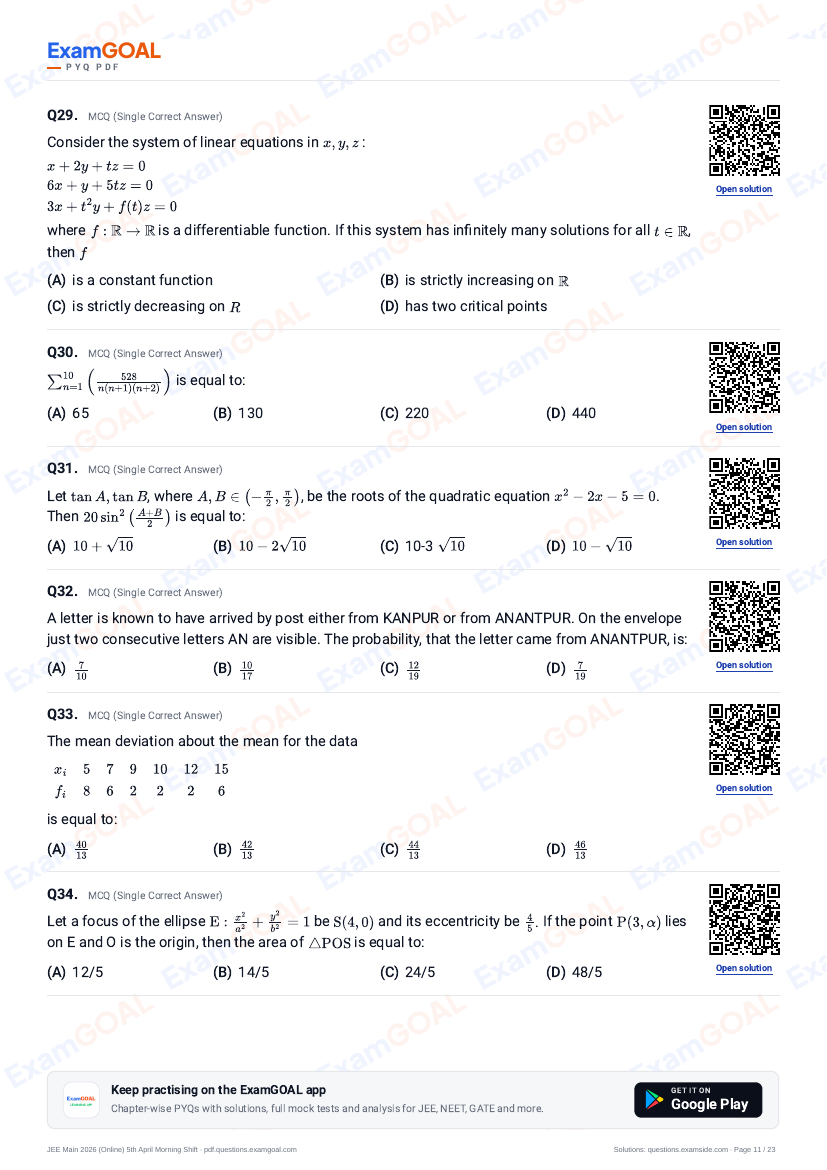 ExamGOAL
PYQ PDF
Q29. MCQ (Single Correct Answer)
Consider the system of linear equations in x, y, z :
x + 2y + tz = 0
6x + y + 5tz = 0
3x + t²y + f(t)z = 0
where f : ℝ → ℝ is a differentiable function. If this system has infinitely many solutions for all t ∈ ℝ,
then f
(A) is a constant function (B) is strictly increasing on ℝ
(C) is strictly decreasing on R (D) has two critical points
Open solution
Q30. MCQ (Single Correct Answer)
∑_{n=1}^{10} (528/(n(n+1)(n+2))) is equal to:
(A) 65 (B) 130 (C) 220 (D) 440
Open solution
Q31. MCQ (Single Correct Answer)
Let tan A, tan B, where A, B ∈ (−π/2, π/2), be the roots of the quadratic equation x² − 2x − 5 = 0.
Then 20 sin² ((A+B)/2) is equal to:
(A) 10 + √10 (B) 10 − 2√10 (C) 10-3 √10 (D) 10 − √10
Open solution
Q32. MCQ (Single Correct Answer)
A letter is known to have arrived by post either from KANPUR or from ANANTPUR. On the envelope
just two consecutive letters AN are visible. The probability, that the letter came from ANANTPUR, is:
(A) 7/10 (B) 10/17 (C) 12/19 (D) 7/19
Open solution
Q33. MCQ (Single Correct Answer)
The mean deviation about the mean for the data
xᵢ 5 7 9 10 12 15
fᵢ 8 6 2 2 2 6
is equal to:
(A) 40/13 (B) 42/13 (C) 44/13 (D) 46/13
Open solution
Q34. MCQ (Single Correct Answer)
Let a focus of the ellipse E : x²/a² + y²/b² = 1 be S(4, 0) and its eccentricity be 4/5. If the point P(3, α) lies
on E and O is the origin, then the area of △POS is equal to:
(A) 12/5 (B) 14/5 (C) 24/5 (D) 48/5
Open solution
ExamGOAL
Keep practising on the ExamGOAL app
Chapter-wise PYQs with solutions, full mock tests and analysis for JEE, NEET, GATE and more.
GET IT ON
Google Play
JEE Main 2026 (Online) 5th April Morning Shift · pdf.questions.examgoal.com
Solutions: questions.examside.com · Page 11 / 23